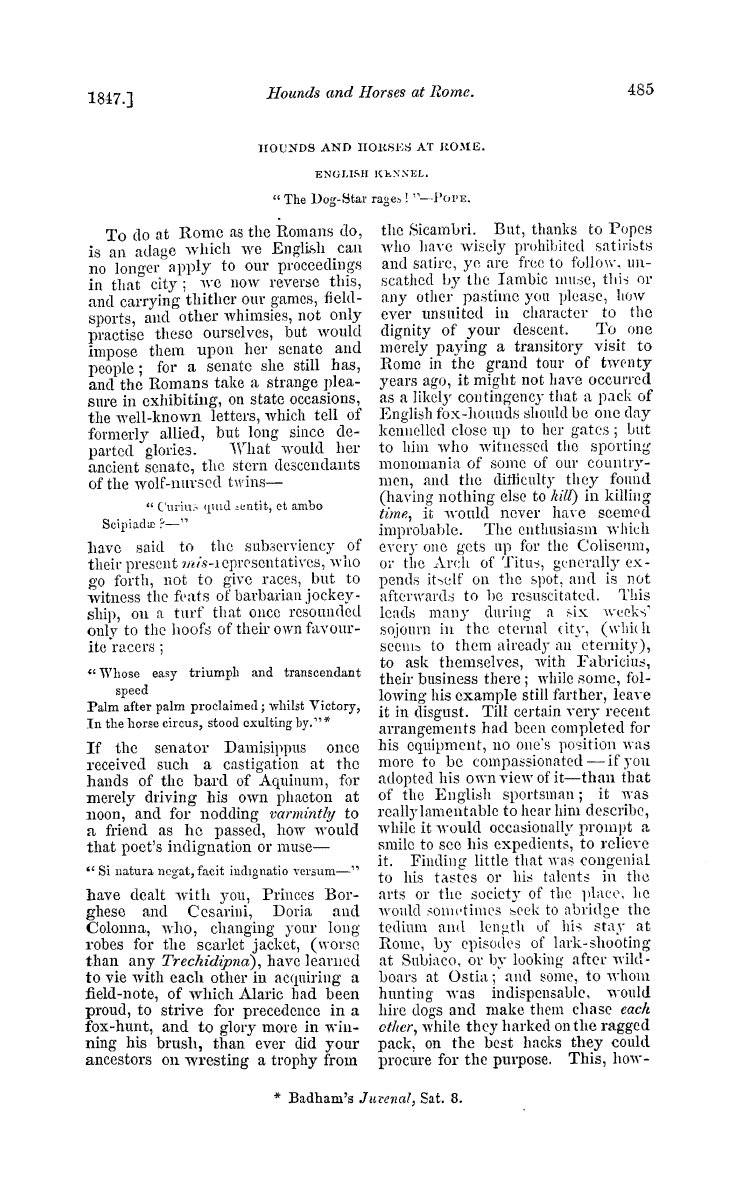 1847.]
Hounds and Horses at Rome.
485
HOUNDS AND HORSES AT ROME.
ENGLISH KENNEL.
“ The Dog-Star rages! ”—POPE.
To do at Rome as the Romans do,
is an adage which we English can
no longer apply to our proceedings
in that city; we now reverse this,
and carrying thither our games, field-
sports, and other whimsies, not only
practise these ourselves, but would
impose them upon her senate and
people; for a senate she still has,
and the Romans take a strange plea-
sure in exhibiting, on state occasions,
the well-known letters, which tell of
formerly allied, but long since de-
parted glories. What would her
ancient senate, the stern descendants
of the wolf-nursed twins—
“ Curius quid sentit, et ambo
Scipiadæ ?—”
have said to the subserviency of
their present mis-representatives, who
go forth, not to give races, but to
witness the feats of barbarian jockey-
ship, on a turf that once resounded
only to the hoofs of their own favour-
ite racers;
“Whose easy triumph and transcendant
speed
Palm after palm proclaimed; whilst Victory,
In the horse circus, stood exulting by.”*
If the senator Damisippus once
received such a castigation at the
hands of the bard of Aquinum, for
merely driving his own phaeton at
noon, and for nodding varmintly to
a friend as he passed, how would
that poet's indignation or muse—
“ Si natura negat, facit indignatio versum—”
have dealt with you, Princes Bor-
ghese and Cesarini, Doria and
Colonna, who, changing your long
robes for the scarlet jacket, (worse
than any Trechidipna), have learned
to vie with each other in acquiring a
field-note, of which Alaric had been
proud, to strive for precedence in a
fox-hunt, and to glory more in win-
ning his brush, than ever did your
ancestors on wresting a trophy from
the Sicambri. But, thanks to Popes
who have wisely prohibited satirists
and satire, ye are free to follow, un-
scathed by the Iambic muse, this or
any other pastime you please, how
ever unsuited in character to the
dignity of your descent. To one
merely paying a transitory visit to
Rome in the grand tour of twenty
years ago, it might not have occurred
as a likely contingency that a pack of
English fox-hounds should be one day
kennelled close up to her gates; but
to him who witnessed the sporting
monomania of some of our country-
men, and the difficulty they found
(having nothing else to kill) in killing
time, it would never have seemed
improbable. The enthusiasm which
every one gets up for the Coliseum,
or the Arch of Titus, generally ex-
pends itself on the spot, and is not
afterwards to be resuscitated. This
leads many during a six weeks'
sojourn in the eternal city, (which
seems to them already an eternity),
to ask themselves, with Fabricius,
their business there; while some, fol-
lowing his example still farther, leave
it in disgust. Till certain very recent
arrangements had been completed for
his equipment, no one's position was
more to be compassionated—if you
adopted his own view of it—than that
of the English sportsman; it was
really lamentable to hear him describe,
while it would occasionally prompt a
smile to see his expedients, to relieve
it. Finding little that was congenial
to his tastes or his talents in the
arts or the society of the place, he
would sometimes seek to abridge the
tedium and length of his stay at
Rome, by episodes of lark-shooting
at Subiaco, or by looking after wild-
boars at Ostia; and some, to whom
hunting was indispensable, would
hire dogs and make them chase each
other, while they harked on the ragged
pack, on the best hacks they could
procure for the purpose. This, how-
* Badham's Juvenal, Sat. 8.